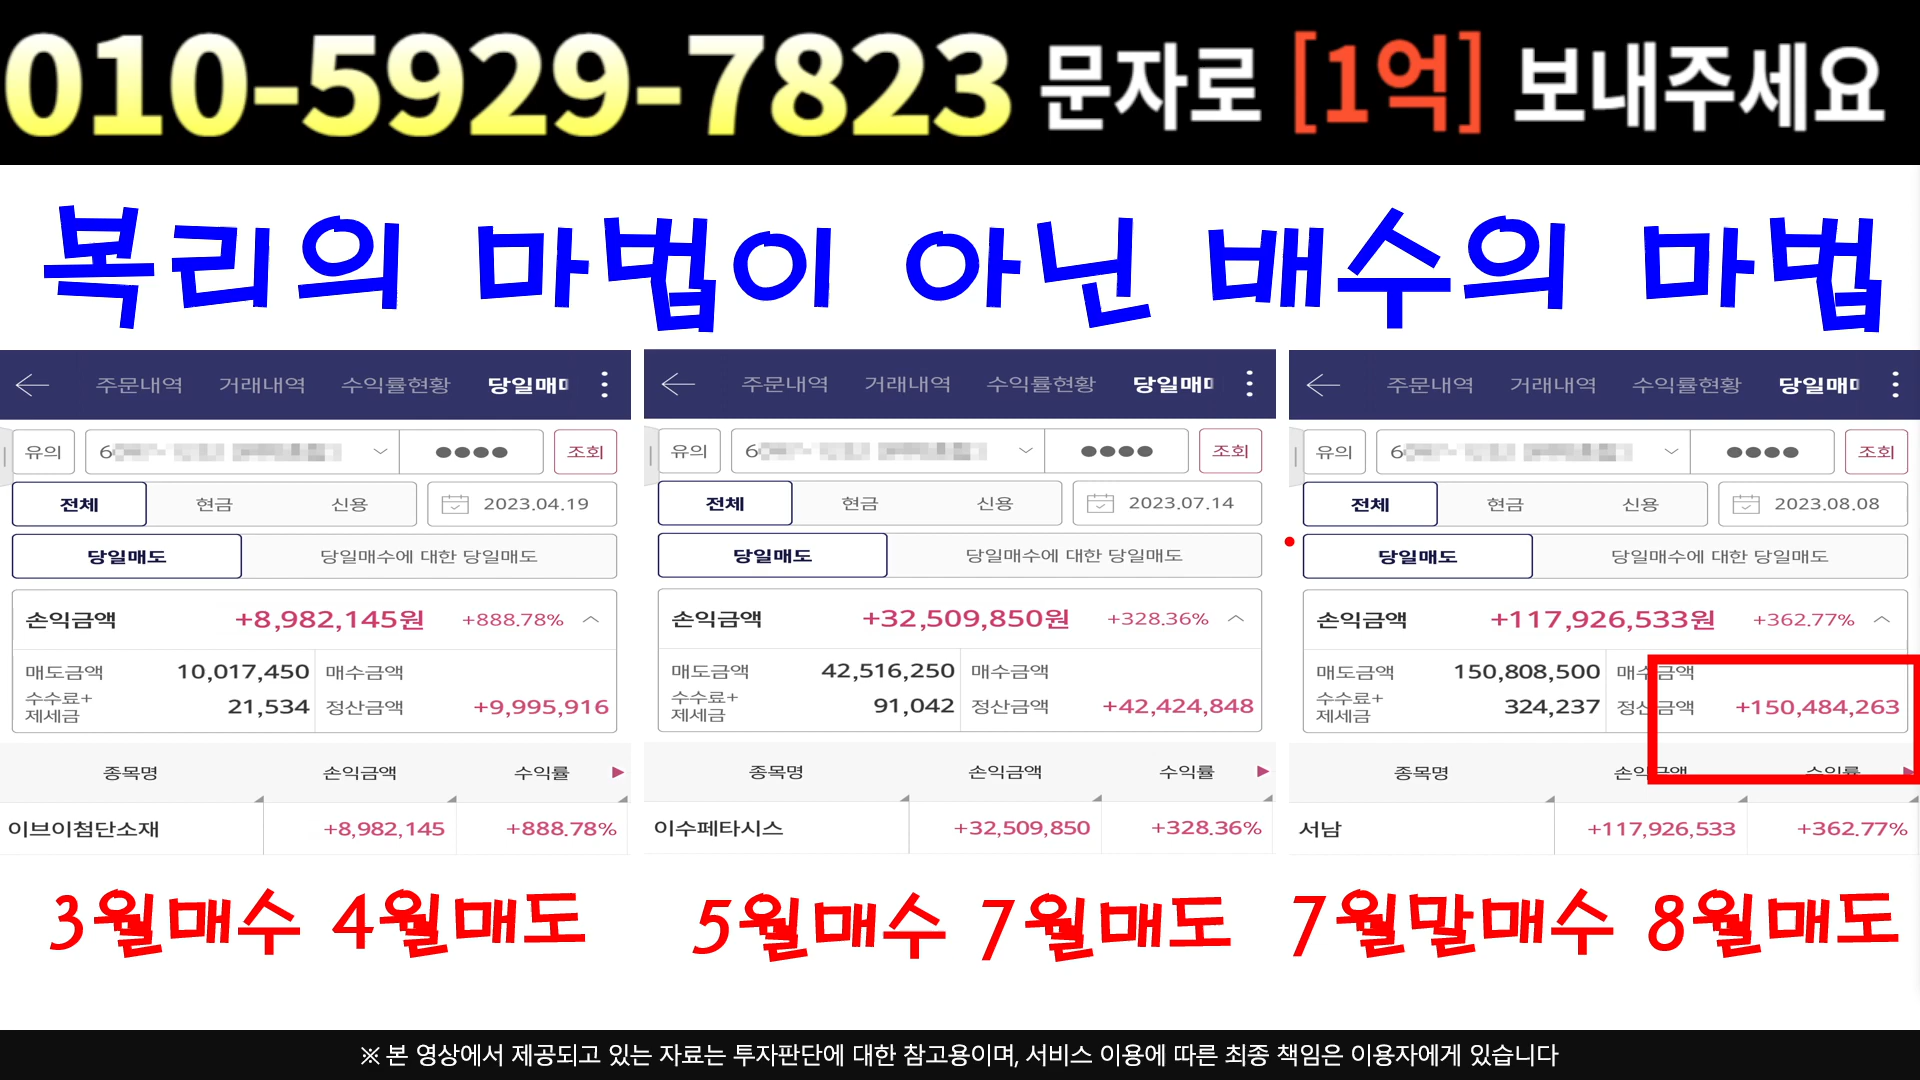 010-5929-7823 문자로 [1억] 보내주세요
복리의 마법이 아닌 배수의 마법
주문내역 거래내역 수익률현황 당일매
유의 6 ●●●● 조회
전체 현금 신용 2023.04.19
당일매도 당일매수에 대한 당일매도
손익금액 +8,982,145원 +888.78%
매도금액 10,017,450 매수금액
수수료+
제세금 21,534 정산금액 +9,995,916
종목명 손익금액 수익률
이브이첨단소재 +8,982,145 +888.78%
3월매수 4월매도
주문내역 거래내역 수익률현황 당일매
유의 6 ●●●● 조회
전체 현금 신용 2023.07.14
당일매도 당일매수에 대한 당일매도
손익금액 +32,509,850원 +328.36%
매도금액 42,516,250 매수금액
수수료+
제세금 91,042 정산금액 +42,424,848
종목명 손익금액 수익률
이수페타시스 +32,509,850 +328.36%
5월매수 7월매도
주문내역 거래내역 수익률현황 당일매
유의 6 ●●●● 조회
전체 현금 신용 2023.08.08
당일매도 당일매수에 대한 당일매도
손익금액 +117,926,533원 +362.77%
매도금액 150,808,500 매수금액
수수료+
제세금 324,237 정산금액 +150,484,263
종목명 손익금액 수익률
서남 +117,926,533 +362.77%
7월말매수 8월매도
※ 본 영상에서 제공되고 있는 자료는 투자판단에 대한 참고용이며, 서비스 이용에 따른 최종 책임은 이용자에게 있습니다